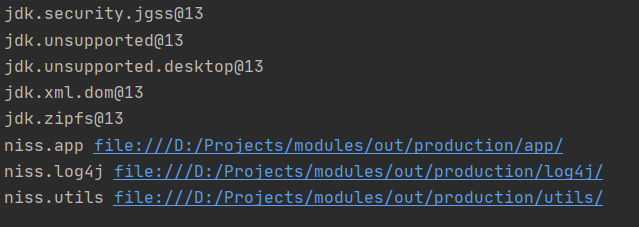 jdk.security.jgss@13
jdk.unsupported@13
jdk.unsupported.desktop@13
jdk.xml.dom@13
jdk.zipfs@13
niss.app file:///D:/Projects/modules/out/production/app/
niss.log4j file:///D:/Projects/modules/out/production/log4j/
niss.utils file:///D:/Projects/modules/out/production/utils/